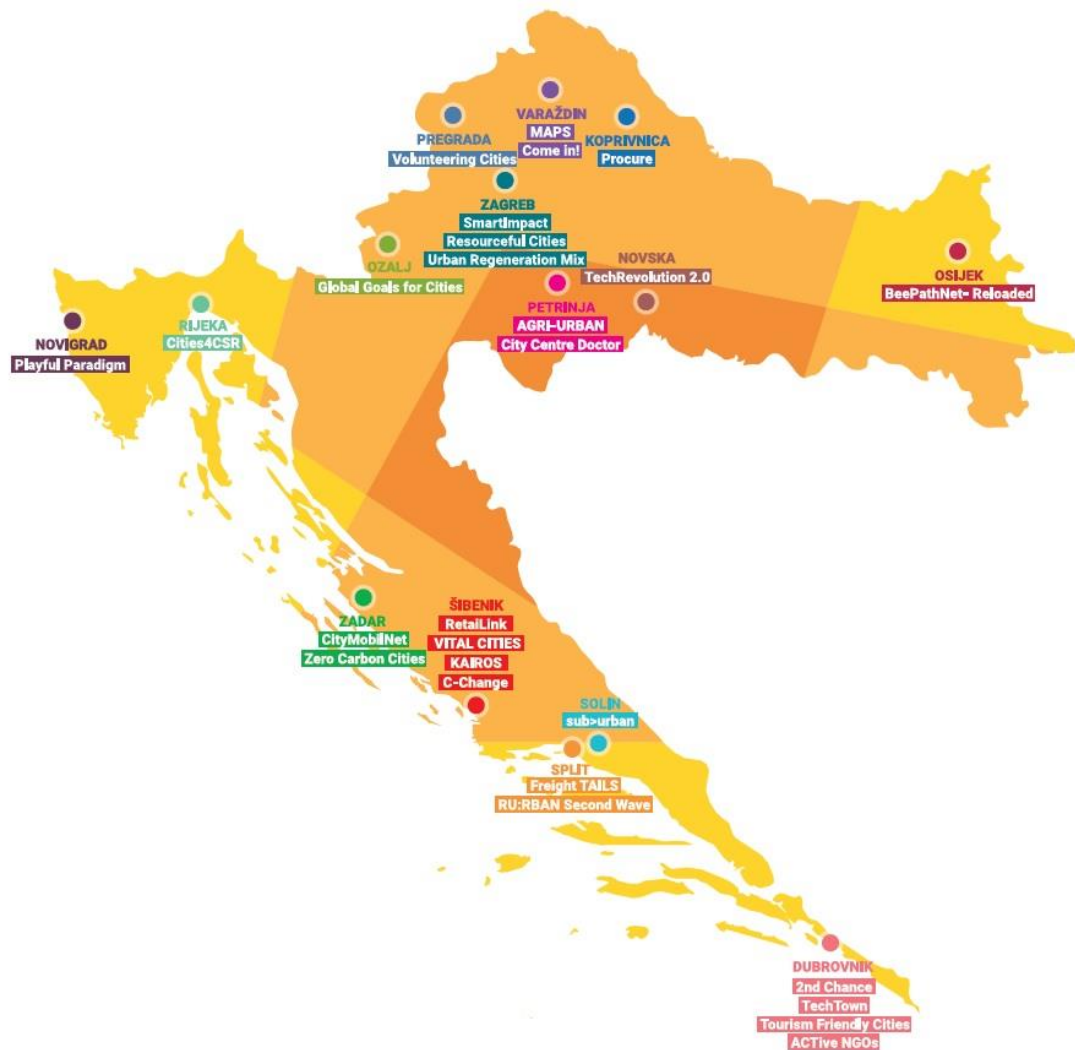 VARAŽDIN
MAPS
Come in!
PREGRADA
Volunteering Cities
KOPRIVNICA
Procure
ZAGREB
SmartImpact
Resourceful Cities
Urban Regeneration Mix
OZALJ
Global Goals for Cities
NOVSKA
TechRevolution 2.0
OSIJEK
BeePathNet- Reloaded
PETRINJA
AGRI-URBAN
City Centre Doctor
RIJEKA
Cities4CSR
NOVIGRAD
Playful Paradigm
ZADAR
CityMobilNet
Zero Carbon Cities
ŠIBENIK
RetaiLink
VITAL CITIES
KAIROS
C-Change
SOLIN
sub>urban
SPLIT
Freight TAILS
RU:RBAN Second Wave
DUBROVNIK
2nd Chance
TechTown
Tourism Friendly Cities
ACTive NGOs